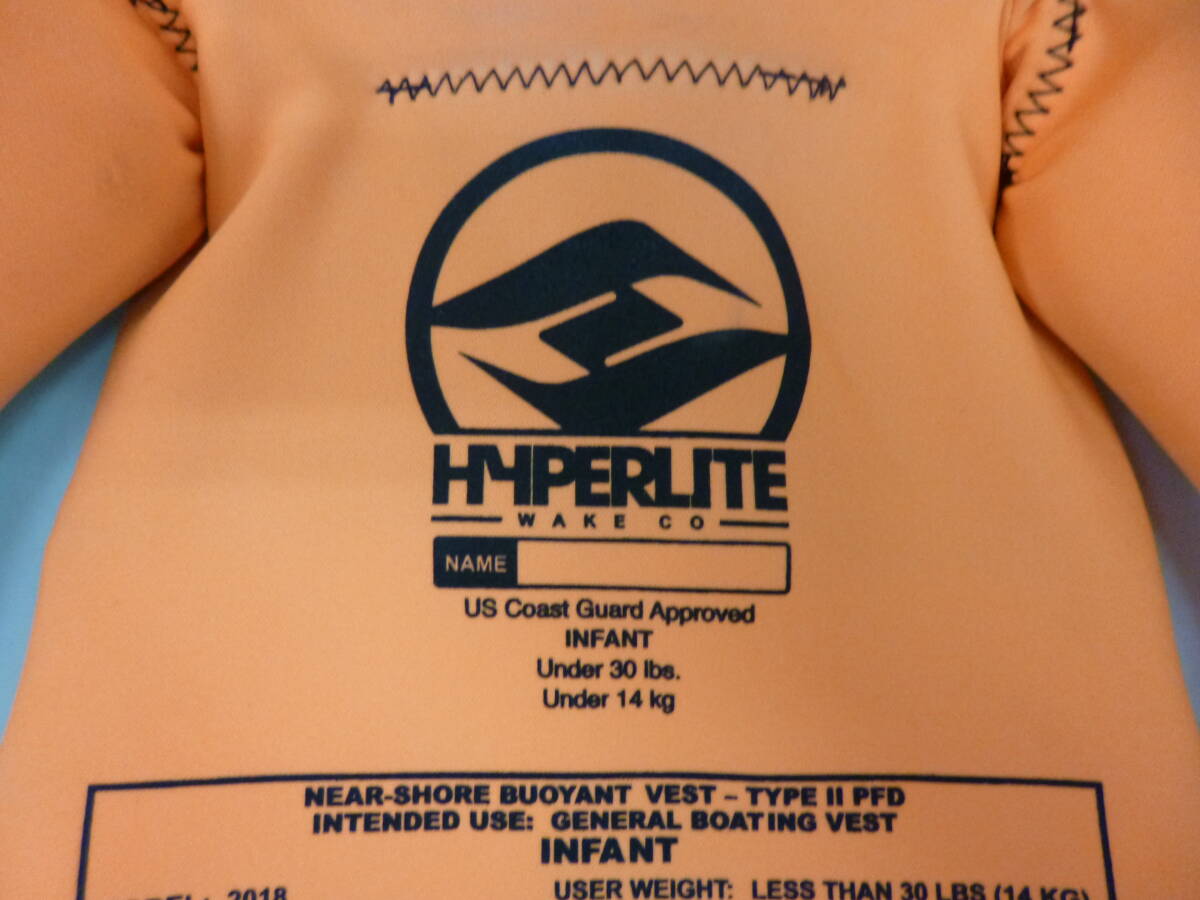 HYPERLITE
WAKE CO
NAME
US Coast Guard Approved
INFANT
Under 30 lbs.
Under 14 kg
NEAR-SHORE BUOYANT VEST – TYPE II PFD
INTENDED USE: GENERAL BOATING VEST
INFANT
2018 USER WEIGHT: LESS THAN 30 LBS (14 KG)